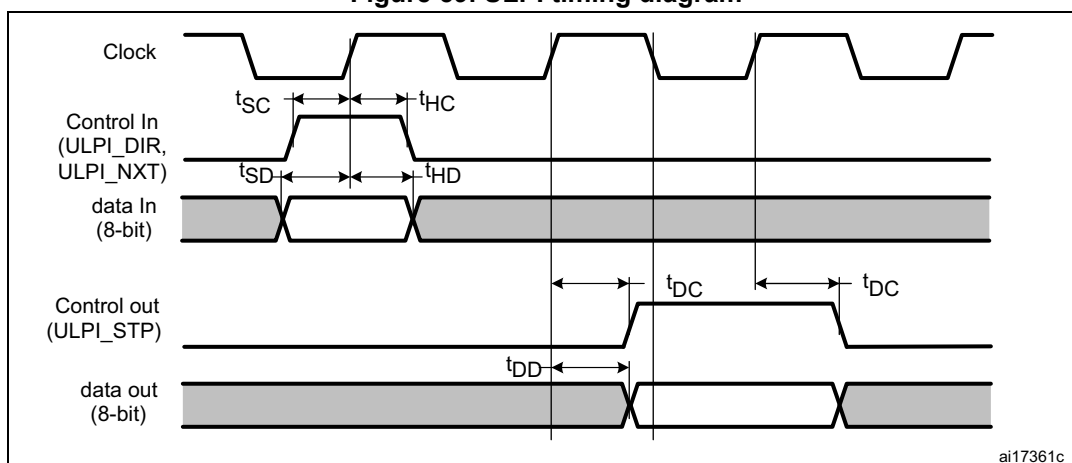 Clock
tSC
tHC
Control In
(ULPI_DIR,
ULPI_NXT)
tSD
tHD
data In
(8-bit)
tDC
tDC
Control out
(ULPI_STP)
tDD
data out
(8-bit)
ai17361c